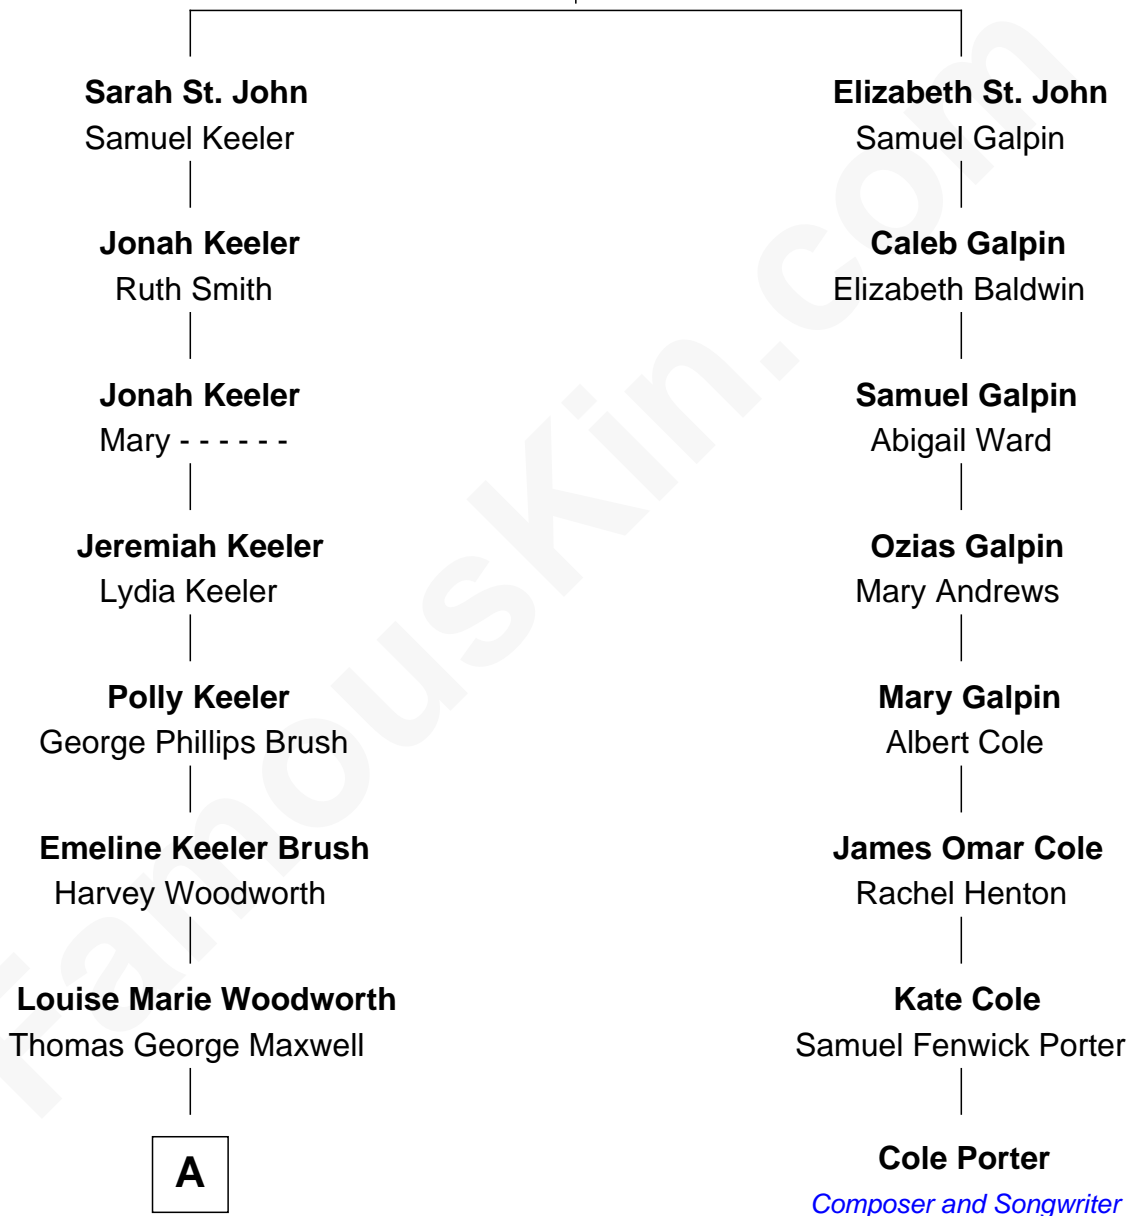 Sarah St. John
Samuel Keeler
Jonah Keeler
Ruth Smith
Jonah Keeler
Mary - - - - - -
Jeremiah Keeler
Lydia Keeler
Polly Keeler
George Phillips Brush
Emeline Keeler Brush
Harvey Woodworth
Louise Marie Woodworth
Thomas George Maxwell
A
Elizabeth St. John
Samuel Galpin
Caleb Galpin
Elizabeth Baldwin
Samuel Galpin
Abigail Ward
Ozias Galpin
Mary Andrews
Mary Galpin
Albert Cole
James Omar Cole
Rachel Henton
Kate Cole
Samuel Fenwick Porter
Cole Porter
Composer and Songwriter
FamousKin.com